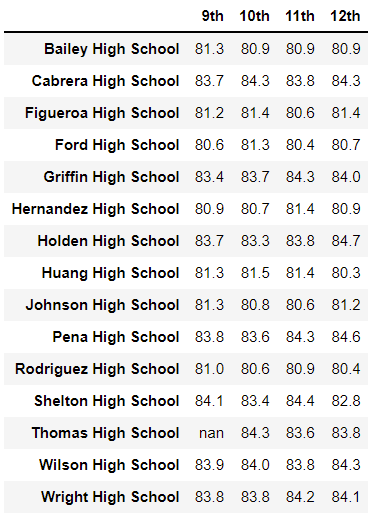 9th 10th 11th 12th
Bailey High School 81.3 80.9 80.9 80.9
Cabrera High School 83.7 84.3 83.8 84.3
Figueroa High School 81.2 81.4 80.6 81.4
Ford High School 80.6 81.3 80.4 80.7
Griffin High School 83.4 83.7 84.3 84.0
Hernandez High School 80.9 80.7 81.4 80.9
Holden High School 83.7 83.3 83.8 84.7
Huang High School 81.3 81.5 81.4 80.3
Johnson High School 81.3 80.8 80.6 81.2
Pena High School 83.8 83.6 84.3 84.6
Rodriguez High School 81.0 80.6 80.9 80.4
Shelton High School 84.1 83.4 84.4 82.8
Thomas High School nan 84.3 83.6 83.8
Wilson High School 83.9 84.0 83.8 84.3
Wright High School 83.8 83.8 84.2 84.1